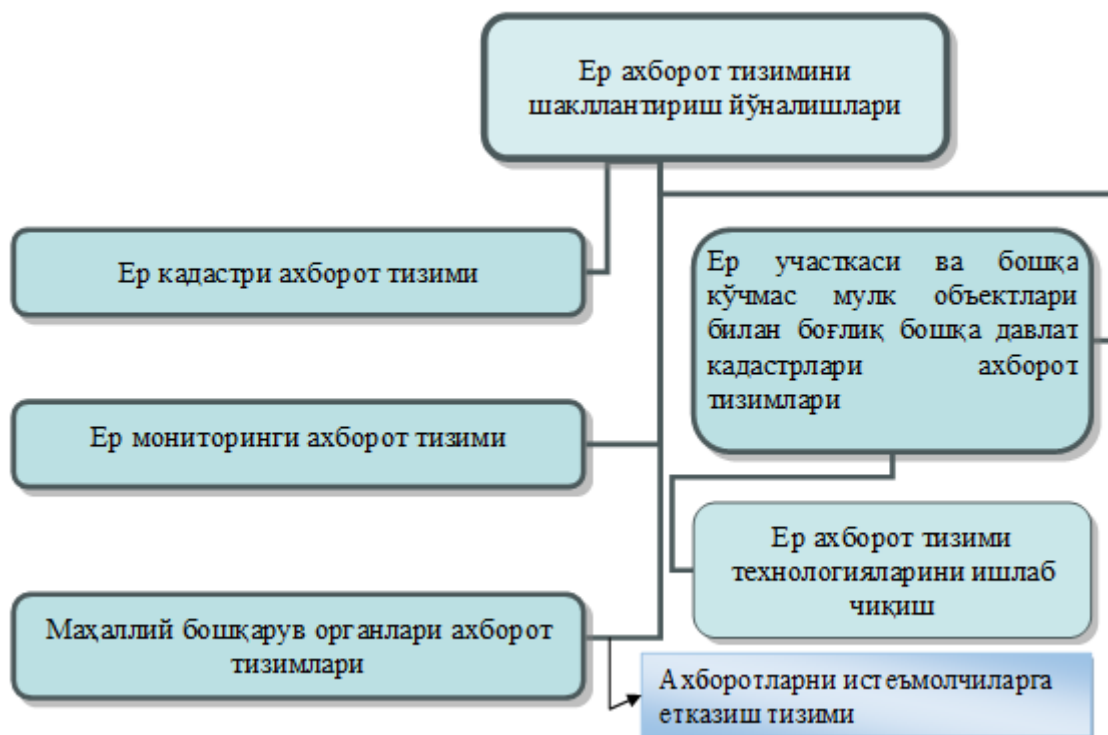 Ер ахборот тизимини
шакллантириш йўналишлари
Ер кадастри ахборот тизими
Ер участкаси ва бошқа
кўчмас мулк объектлари
билан боғлиқ бошқа давлат
кадастрлари ахборот
тизимлари
Ер мониторинги ахборот тизими
Ер ахборот тизими
технологияларини ишлаб
чиқиш
Маҳаллий бошқарув органлари ахборот
тизимлари
Ахборотларни истеъмолчиларга
етказиш тизими